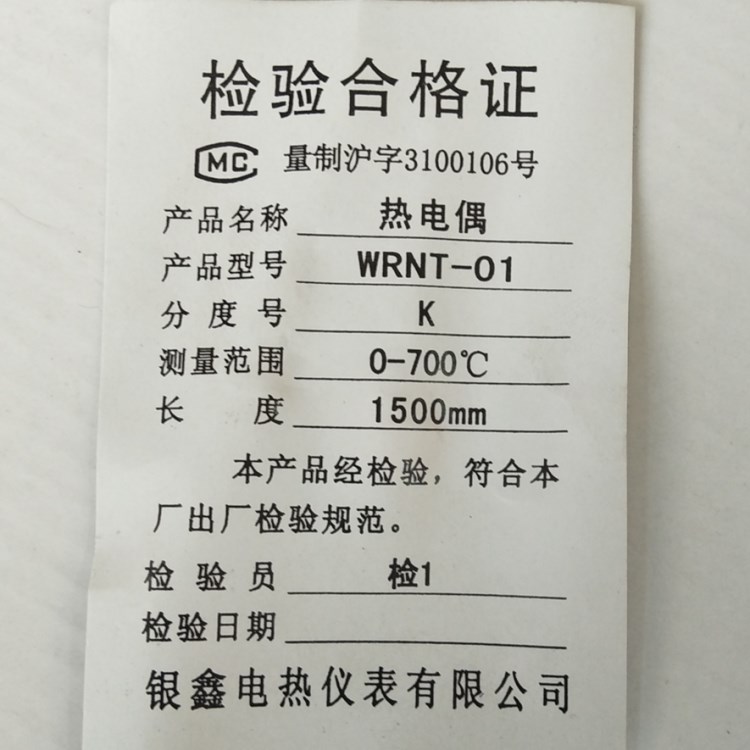 检验合格证
MC 量制沪字3100106号
产品名称 热电偶
产品型号 WRNT-01
分度号 K
测量范围 0-700℃
长度 1500mm
本产品经检验，符合本
厂出厂检验规范。
检验员 检1
检验日期
银鑫电热仪表有限公司